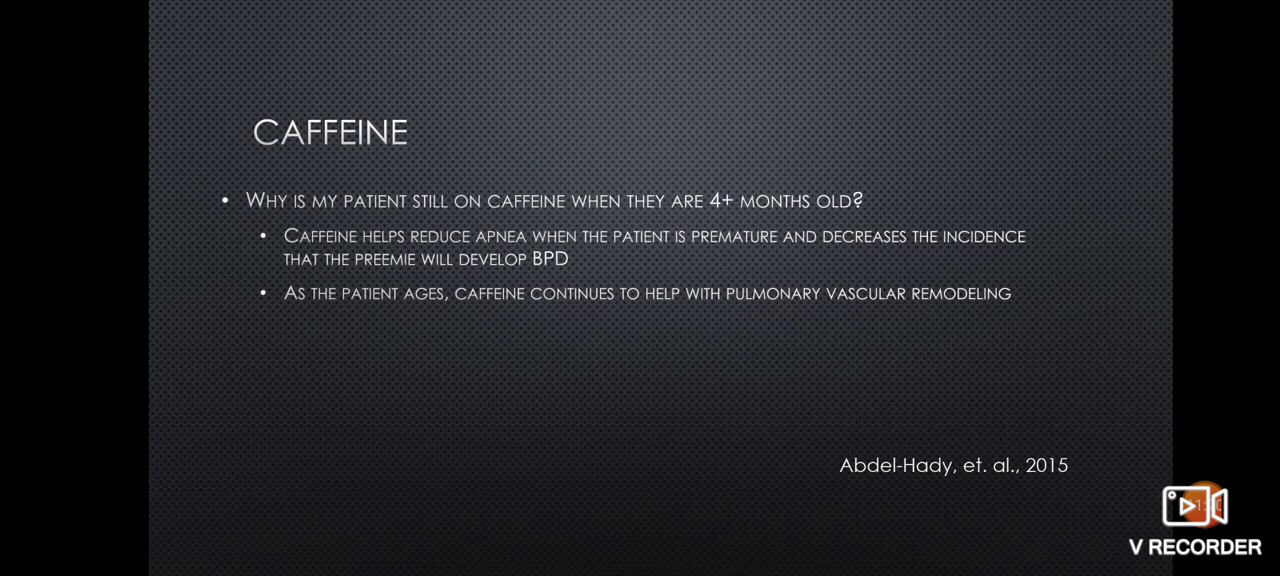 CAFFEINE
• WHY IS MY PATIENT STILL ON CAFFEINE WHEN THEY ARE 4+ MONTHS OLD?
• CAFFEINE HELPS REDUCE APNEA WHEN THE PATIENT IS PREMATURE AND DECREASES THE INCIDENCE
THAT THE PREEMIE WILL DEVELOP BPD
• AS THE PATIENT AGES, CAFFEINE CONTINUES TO HELP WITH PULMONARY VASCULAR REMODELING
Abdel-Hady, et. al., 2015
V RECORDER